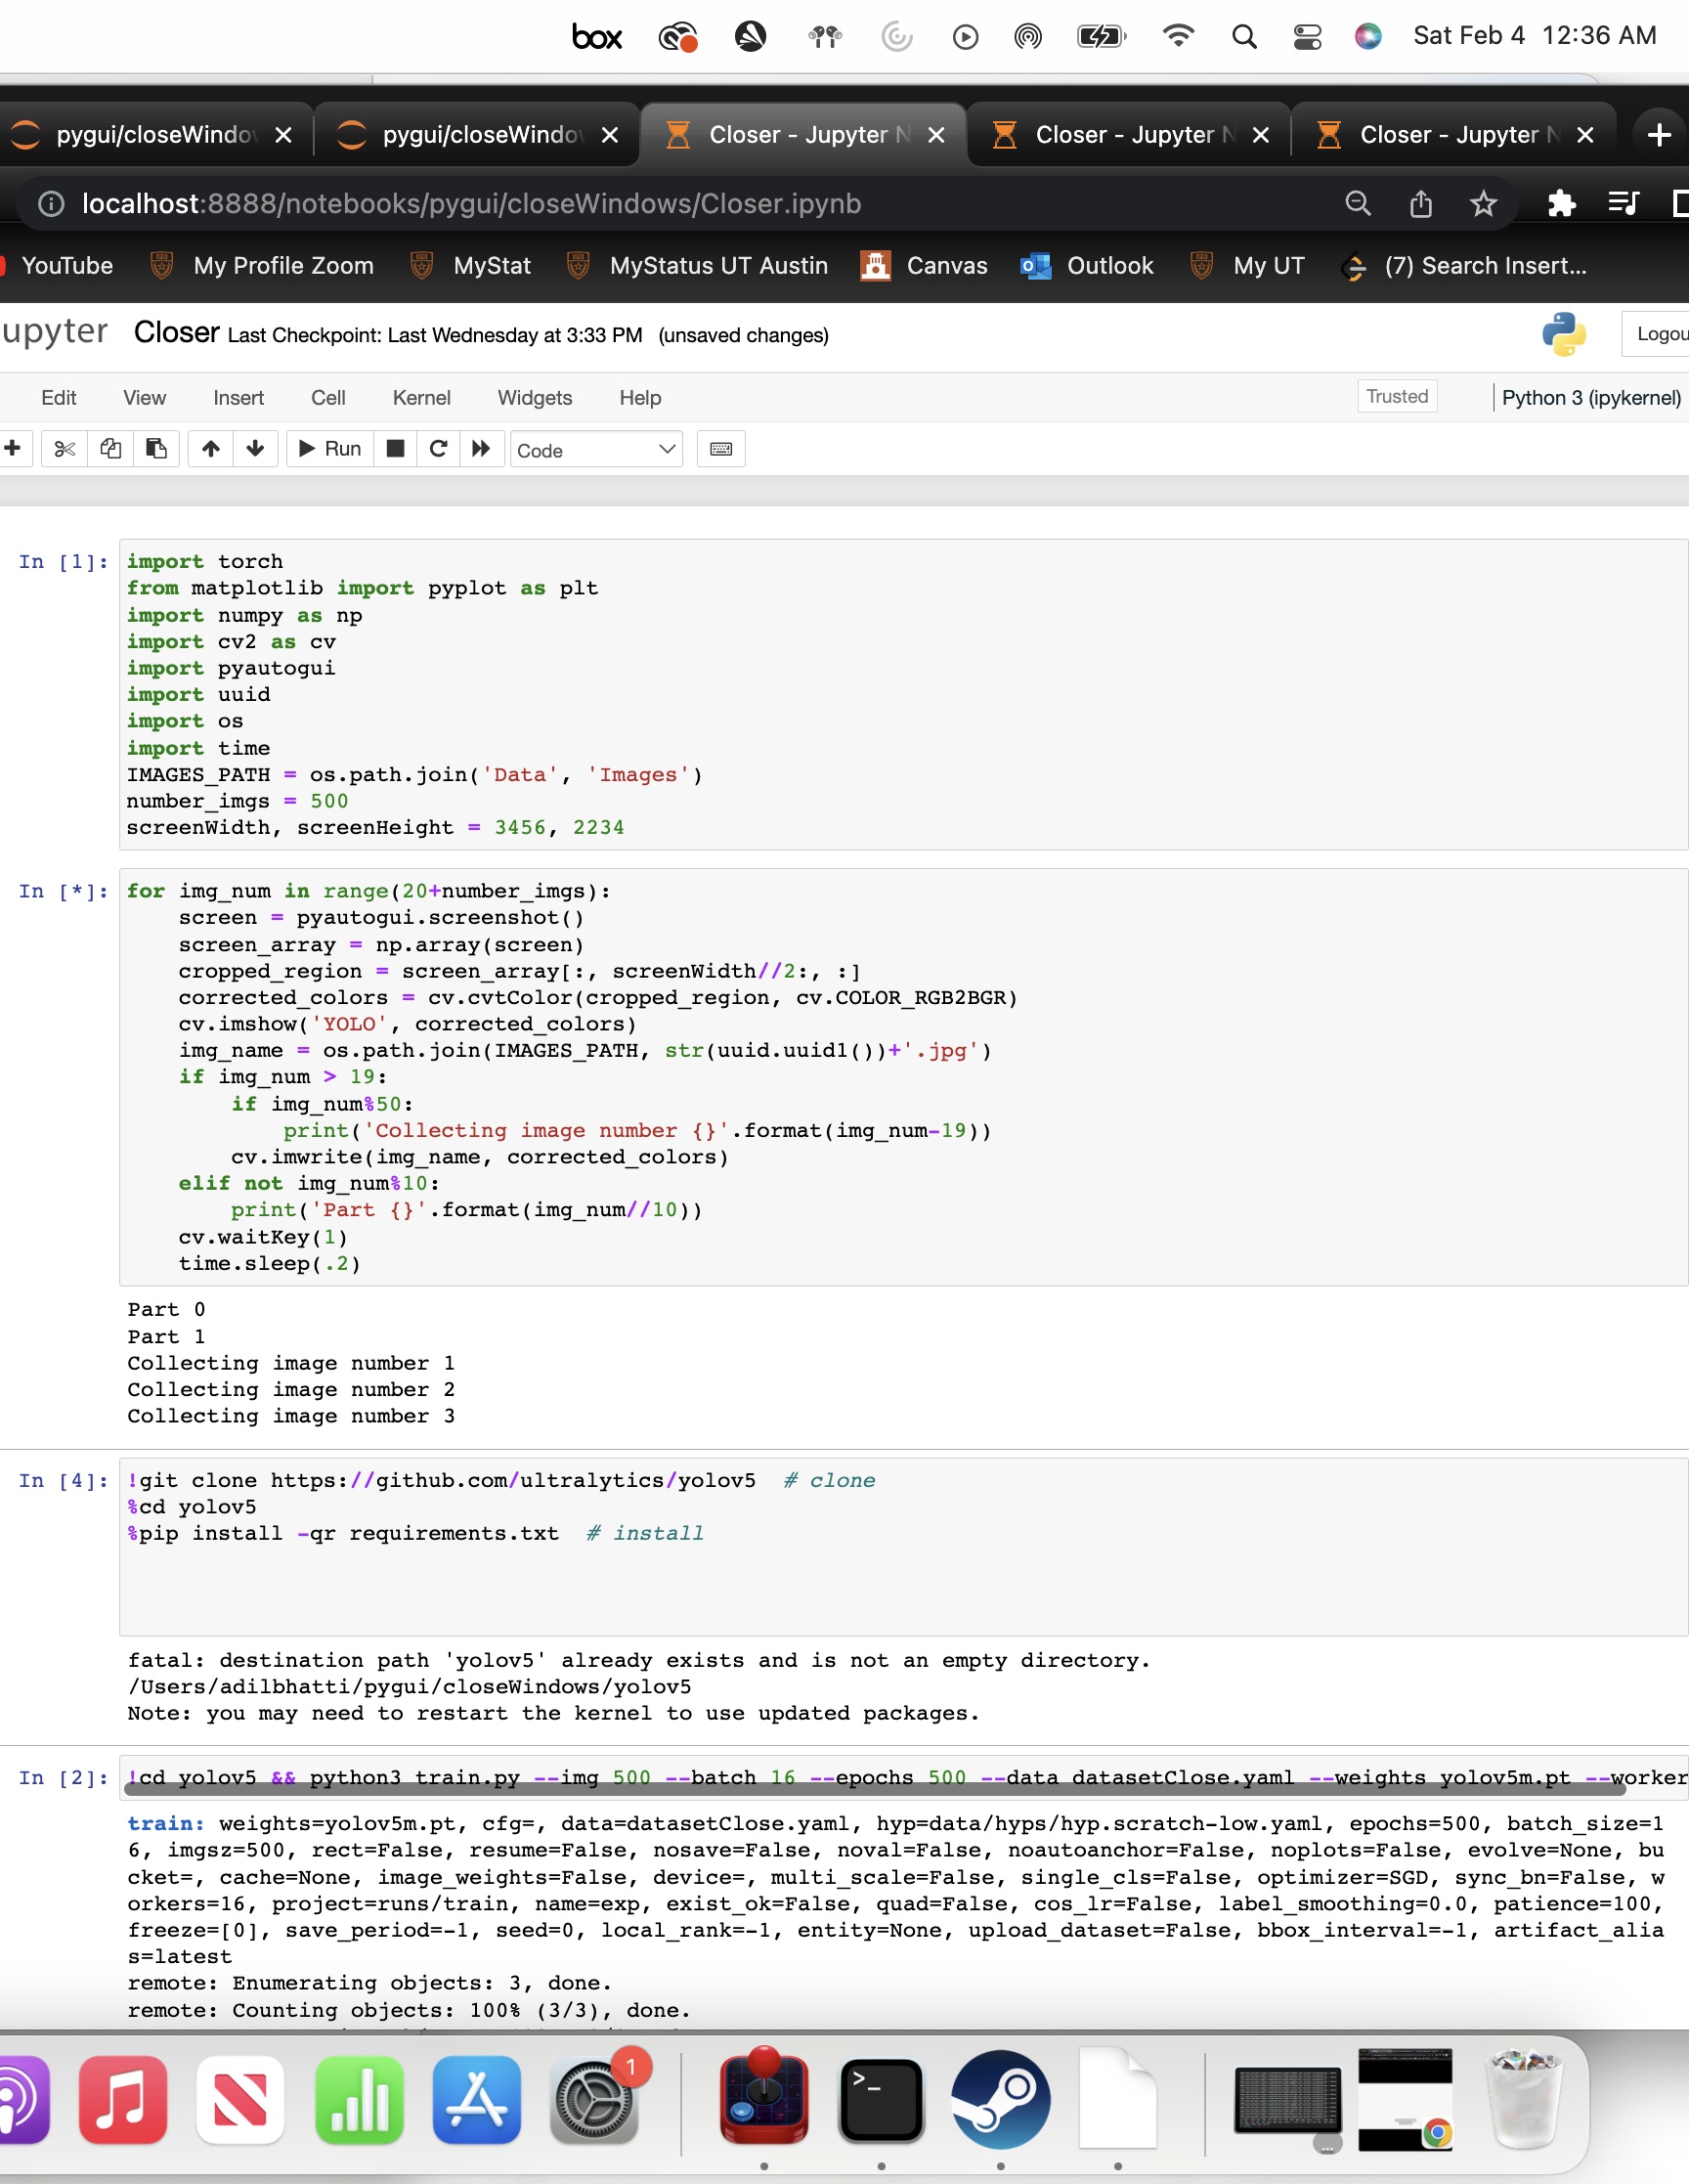 box
Sat Feb 4 12:36 AM
pygui/closeWindo
pygui/closeWindo
Closer - Jupyter N
Closer - Jupyter N
Closer - Jupyter N
localhost:8888/notebooks/pygui/closeWindows/Closer.ipynb
YouTube
My Profile Zoom
MyStat
MyStatus UT Austin
Canvas
Outlook
My UT
(7) Search Insert...
upyter
Closer Last Checkpoint: Last Wednesday at 3:33 PM (unsaved changes)
Logou
Edit
View
Insert
Cell
Kernel
Widgets
Help
Trusted
Python 3 (ipykernel)
Run
Code
In [1]:
import torch
from matplotlib import pyplot as plt
import numpy as np
import cv2 as cv
import pyautogui
import uuid
import os
import time
IMAGES_PATH = os.path.join('Data', 'Images')
number_imgs = 500
screenWidth, screenHeight = 3456, 2234
In [*]:
for img_num in range(20+number_imgs):
    screen = pyautogui.screenshot()
    screen_array = np.array(screen)
    cropped_region = screen_array[:, screenWidth//2:, :]
    corrected_colors = cv.cvtColor(cropped_region, cv.COLOR_RGB2BGR)
    cv.imshow('YOLO', corrected_colors)
    img_name = os.path.join(IMAGES_PATH, str(uuid.uuid1())+'.jpg')
    if img_num > 19:
        if img_num%50:
            print('Collecting image number {}'.format(img_num-19))
        cv.imwrite(img_name, corrected_colors)
    elif not img_num%10:
        print('Part {}'.format(img_num//10))
    cv.waitKey(1)
    time.sleep(.2)
Part 0
Part 1
Collecting image number 1
Collecting image number 2
Collecting image number 3
In [4]:
!git clone https://github.com/ultralytics/yolov5  # clone
%cd yolov5
%pip install -qr requirements.txt  # install
fatal: destination path 'yolov5' already exists and is not an empty directory.
/Users/adilbhatti/pygui/closeWindows/yolov5
Note: you may need to restart the kernel to use updated packages.
In [2]:
!cd yolov5 && python3 train.py --img 500 --batch 16 --epochs 500 --data datasetClose.yaml --weights yolov5m.pt --worker
train: weights=yolov5m.pt, cfg=, data=datasetClose.yaml, hyp=data/hyps/hyp.scratch-low.yaml, epochs=500, batch_size=1
6, imgsz=500, rect=False, resume=False, nosave=False, noval=False, noautoanchor=False, noplots=False, evolve=None, bu
cket=, cache=None, image_weights=False, device=, multi_scale=False, single_cls=False, optimizer=SGD, sync_bn=False, w
orkers=16, project=runs/train, name=exp, exist_ok=False, quad=False, cos_lr=False, label_smoothing=0.0, patience=100,
freeze=[0], save_period=-1, seed=0, local_rank=-1, entity=None, upload_dataset=False, bbox_interval=-1, artifact_alia
s=latest
remote: Enumerating objects: 3, done.
remote: Counting objects: 100% (3/3), done.
1
>_